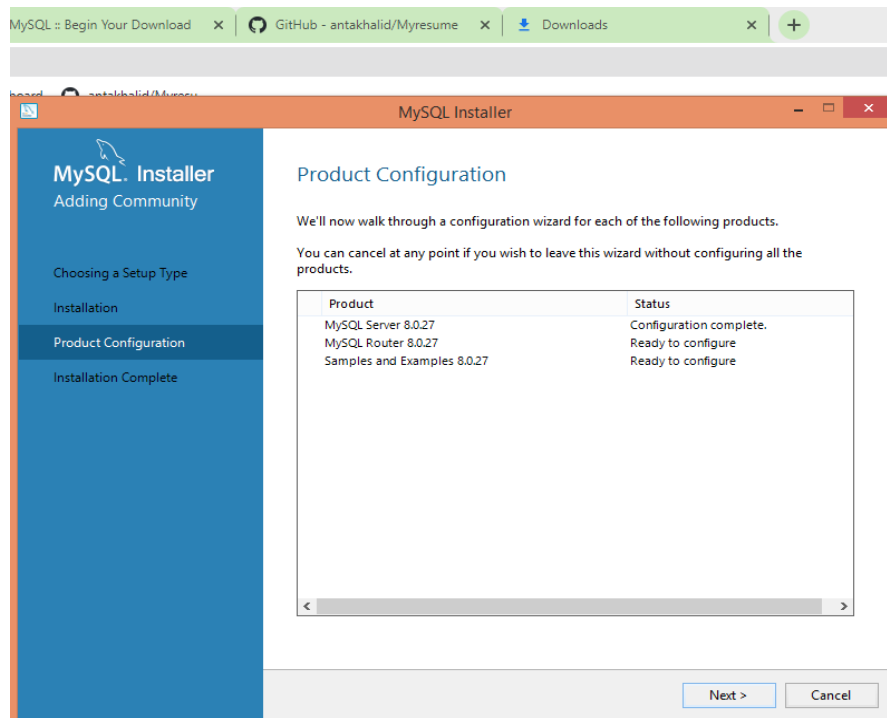 MySQL :: Begin Your Download
GitHub - antakhalid/Myresume
Downloads
antakhalid/Myresu
MySQL Installer
MySQL. Installer
Adding Community
Choosing a Setup Type
Installation
Product Configuration
Installation Complete
Product Configuration
We'll now walk through a configuration wizard for each of the following products.
You can cancel at any point if you wish to leave this wizard without configuring all the
products.
Product Status
MySQL Server 8.0.27 Configuration complete.
MySQL Router 8.0.27 Ready to configure
Samples and Examples 8.0.27 Ready to configure
Next > Cancel